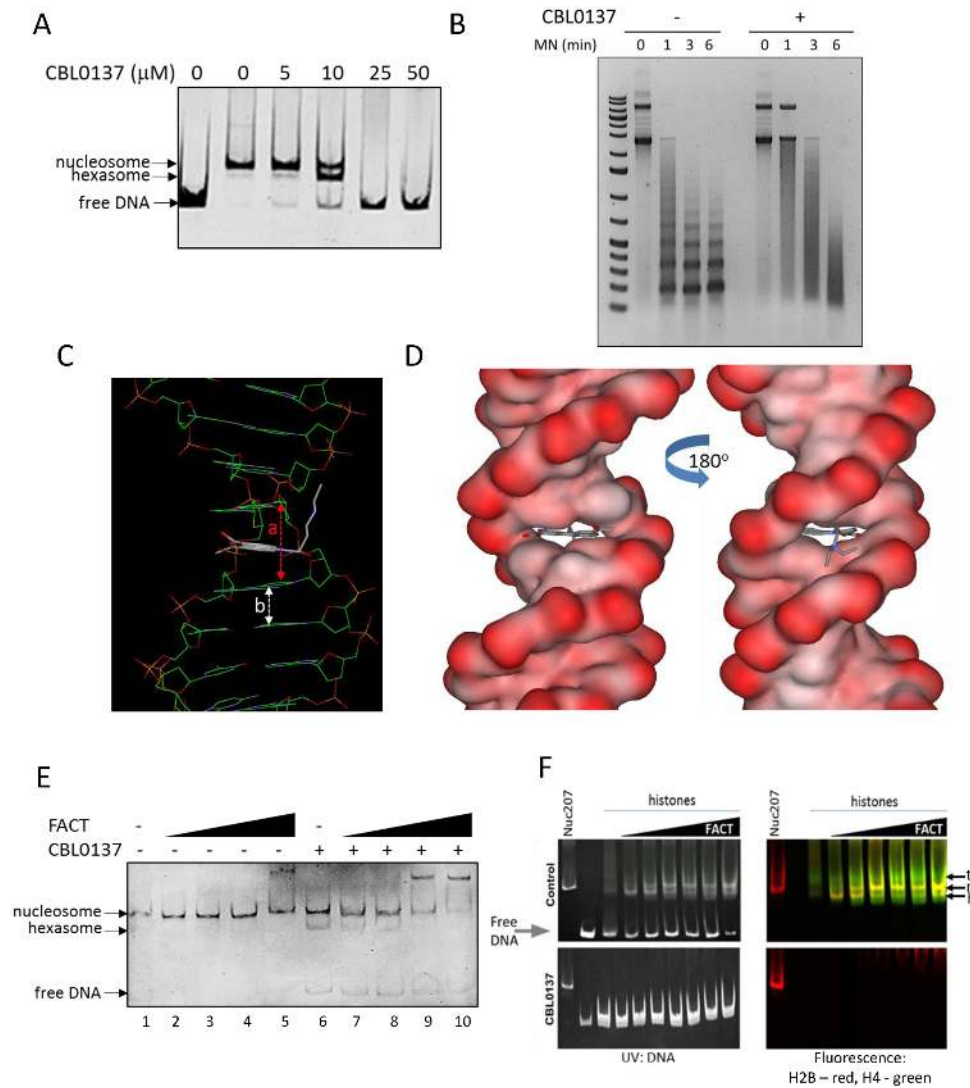 A
CBL0137 (µM) 0 0 5 10 25 50
nucleosome
hexasome
free DNA
B
CBL0137 - +
MN (min) 0 1 3 6 0 1 3 6
C
a
b
D
180°
E
FACT - -
CBL0137 - - - - - + + + + +
nucleosome
hexasome
free DNA
1 2 3 4 5 6 7 8 9 10
F
Nuc207 histones Nuc207 histones
FACT FACT
Control
Free
DNA
CBL0137
UV: DNA
Fluorescence:
H2B – red, H4 - green